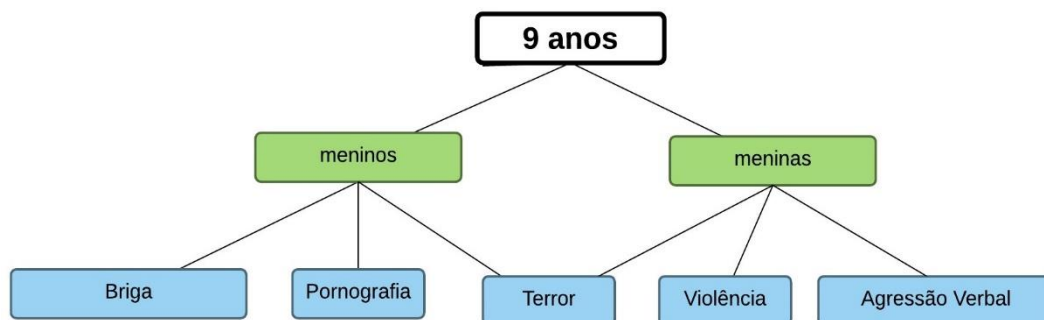 9 anos
meninos
meninas
Briga
Pornografia
Terror
Violência
Agressão Verbal